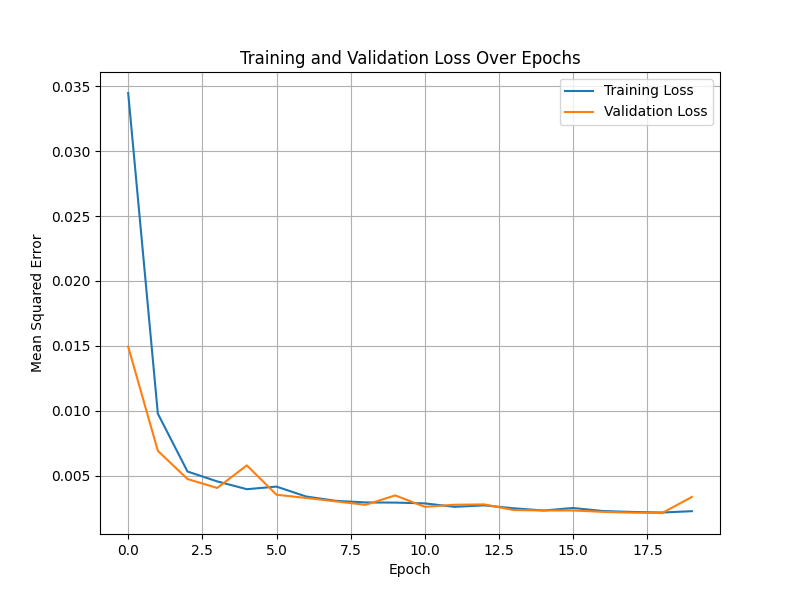 Training and Validation Loss Over Epochs
Training Loss
Validation Loss
Mean Squared Error
0.035
0.030
0.025
0.020
0.015
0.010
0.005
0.0 2.5 5.0 7.5 10.0 12.5 15.0 17.5
Epoch